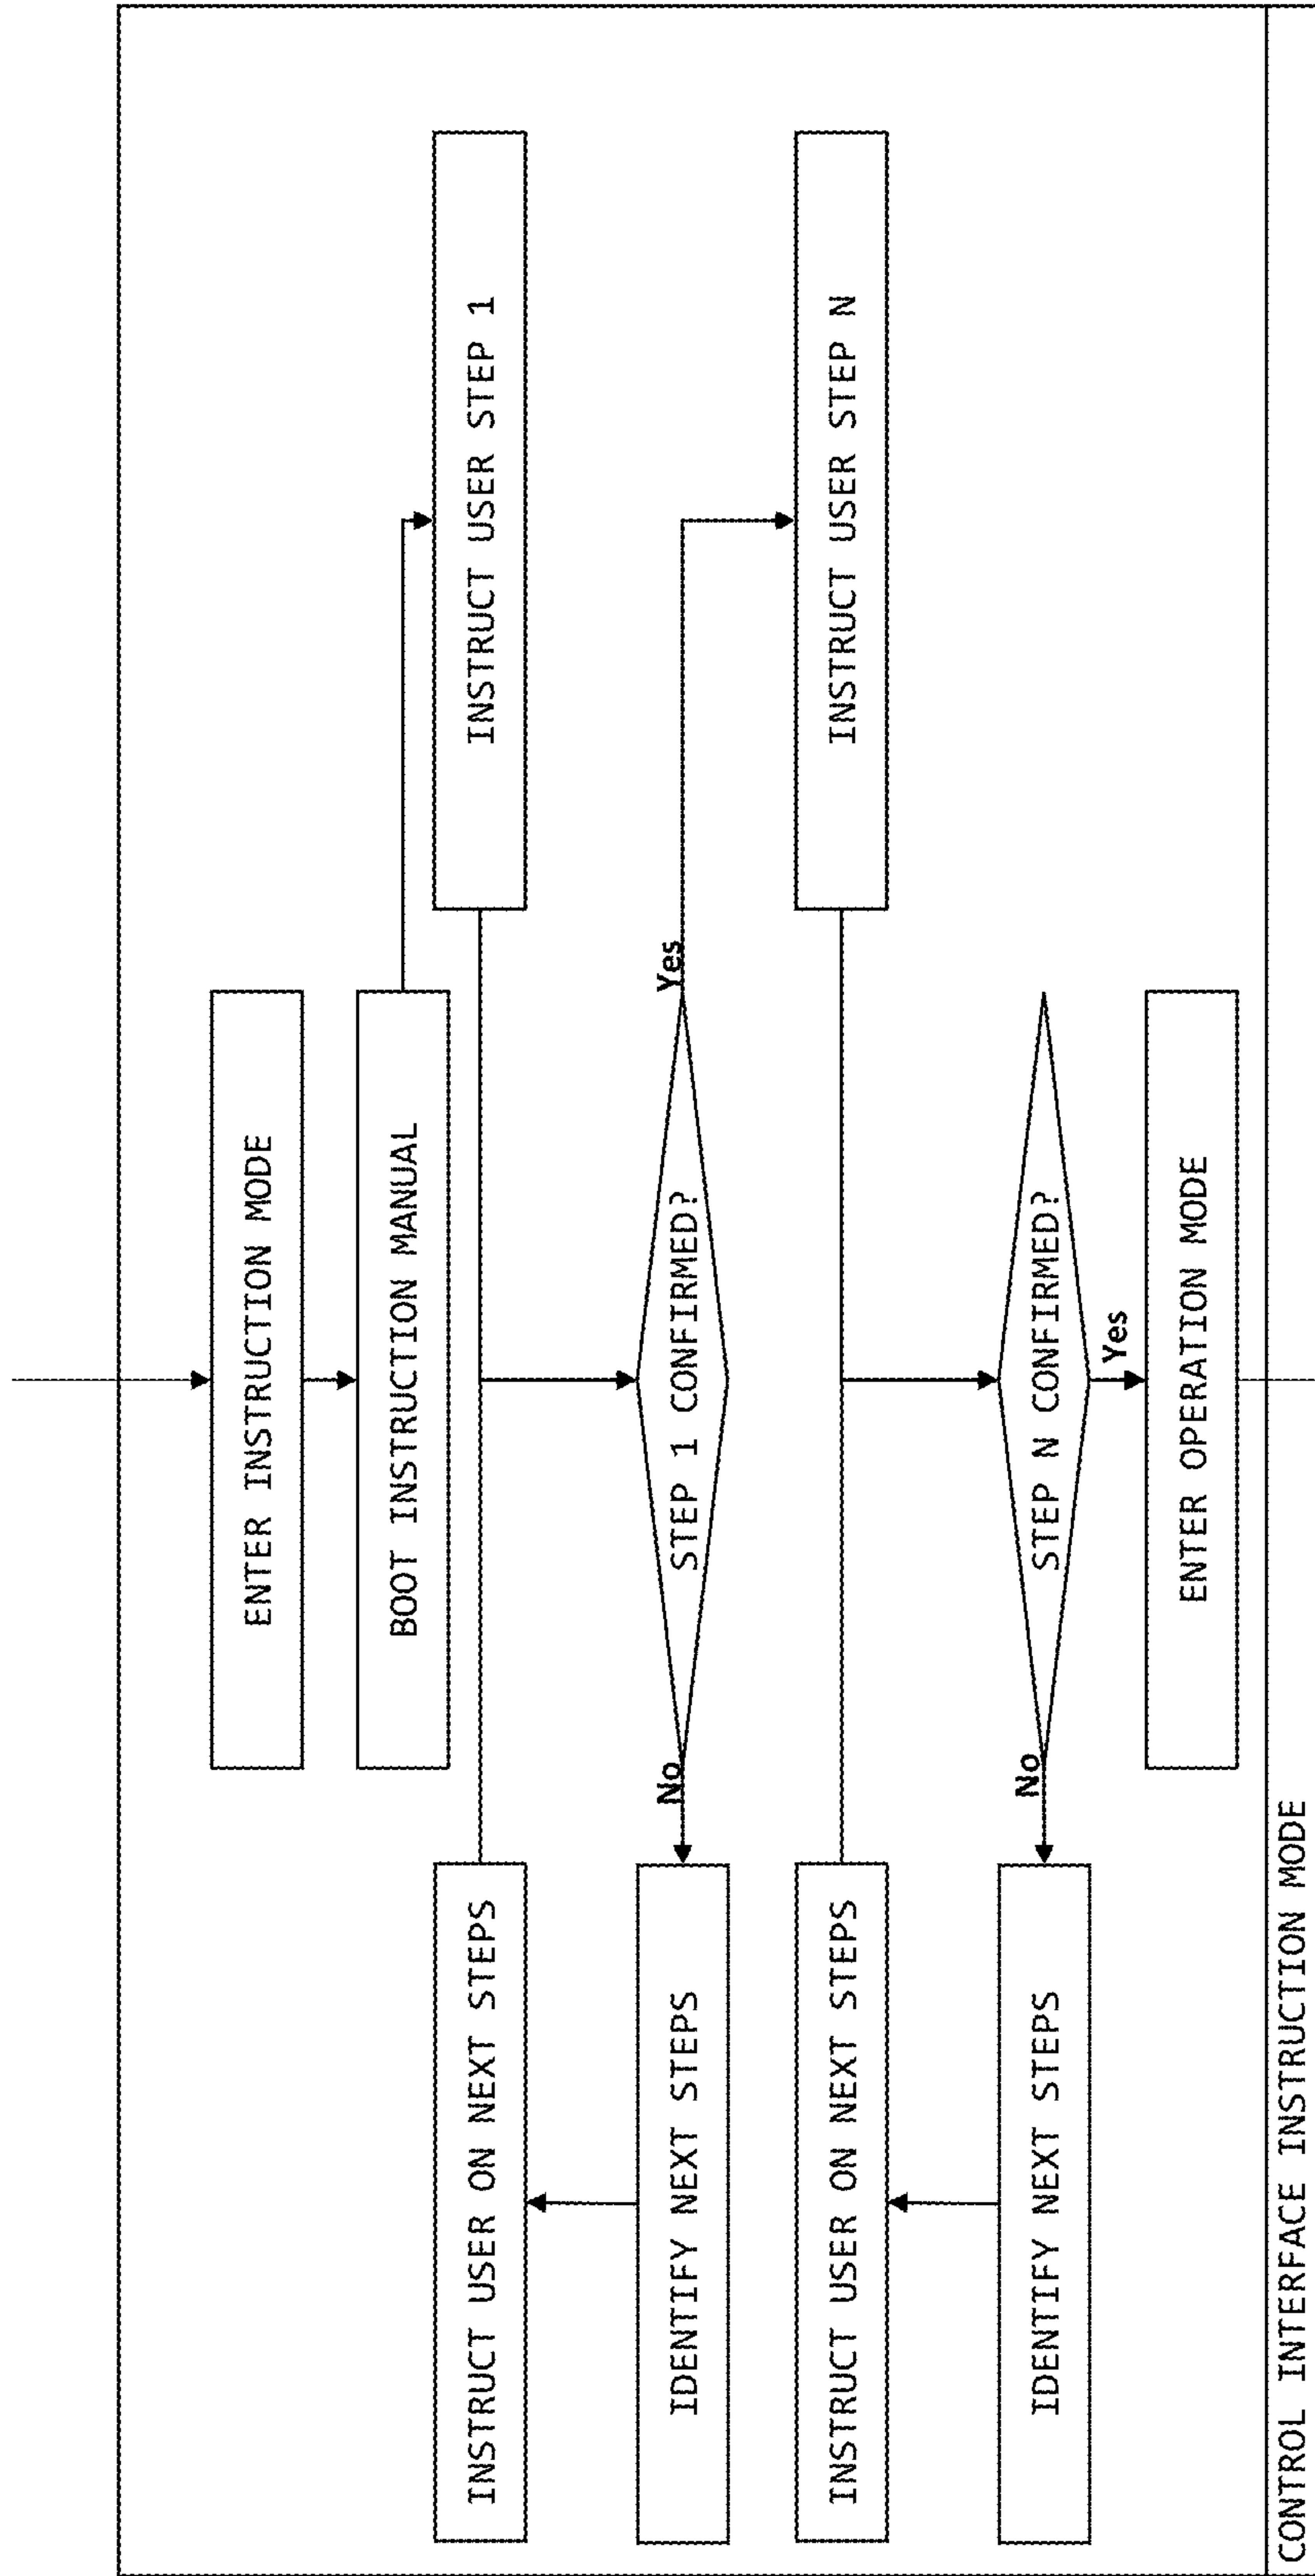 ENTER INSTRUCTION MODE
BOOT INSTRUCTION MANUAL
INSTRUCT USER ON NEXT STEPS
INSTRUCT USER STEP 1
No
STEP 1 CONFIRMED?
Yes
IDENTIFY NEXT STEPS
INSTRUCT USER ON NEXT STEPS
INSTRUCT USER STEP N
No
STEP N CONFIRMED?
Yes
IDENTIFY NEXT STEPS
ENTER OPERATION MODE
CONTROL INTERFACE INSTRUCTION MODE